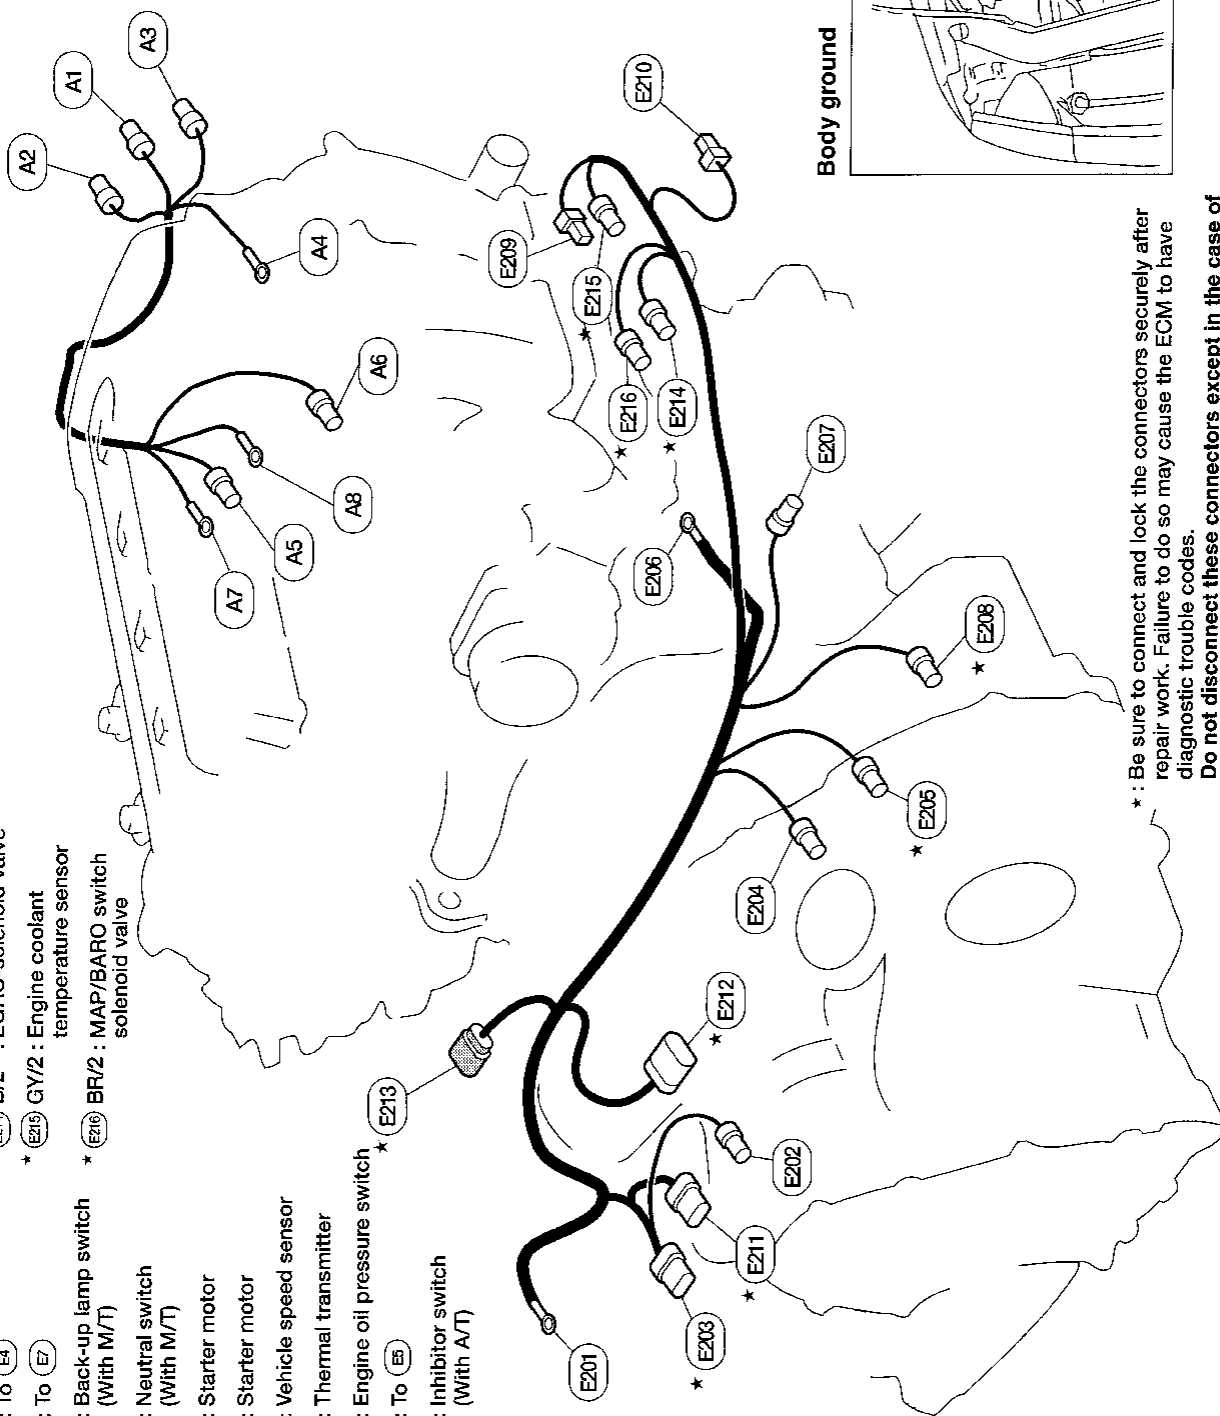 : To E4
: To E7
: Back-up lamp switch
(With M/T)
: Neutral switch
(With M/T)
: Starter motor
: Starter motor
: Vehicle speed sensor
: Thermal transmitter
: Engine oil pressure switch
: To E5
: Inhibitor switch
(With A/T)
★ E215 GY/2 : Engine coolant
temperature sensor
★ E216 BR/2 : MAP/BARO switch
solenoid valve
A2
A1
A3
A4
A6
A8
A5
A7
E210
E209
★ E215
★ E216
★ E214
E207
E206
E208 ★
E205 ★
E204
E212 ★
★ E213
E202
E211 ★
E203 ★
E201
Body ground
★ : Be sure to connect and lock the connectors securely after
repair work. Failure to do so may cause the ECM to have
diagnostic trouble codes.
Do not disconnect these connectors except in the case of